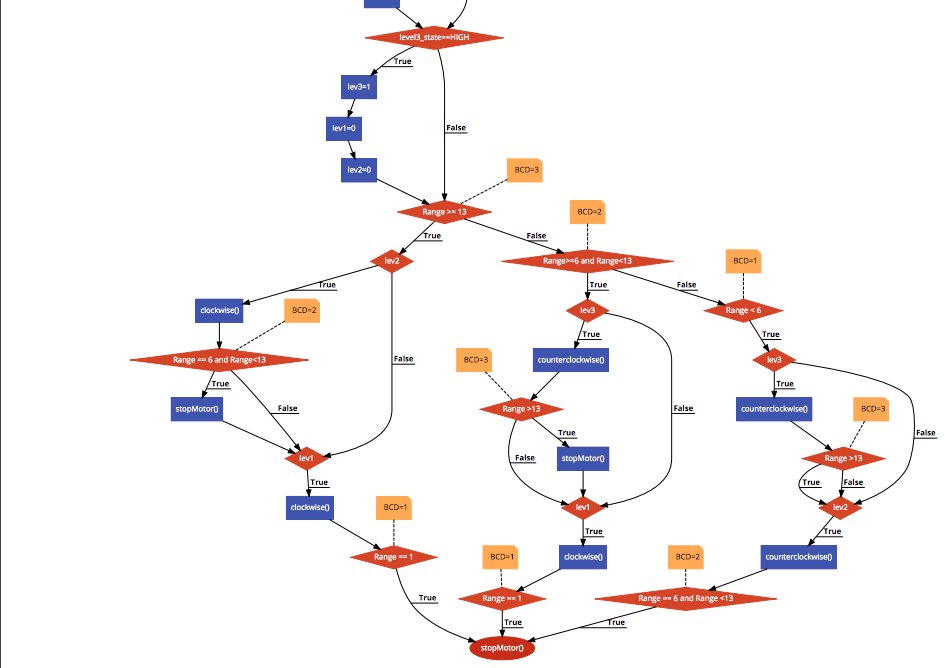 level3_state==HIGH
True
lev3=1
lev1=0
False
lev2=0
BCD=3
Range >= 13
BCD=2
True
False
lev2
Range>=6 and Range<13
BCD=1
True
True
False
clockwise()
BCD=2
lev3
Range < 6
True
True
Range == 6 and Range<13
False
BCD=3
counterclockwise()
lev3
True
True
stopMotor()
False
Range >13
False
counterclockwise()
BCD=3
True
False
lev1
False
stopMotor()
Range >13
True
True
False
clockwise()
BCD=1
lev1
lev2
True
True
Range == 1
BCD=1
clockwise()
BCD=2
counterclockwise()
True
Range == 1
Range == 6 and Range <13
True
True
stopMotor()